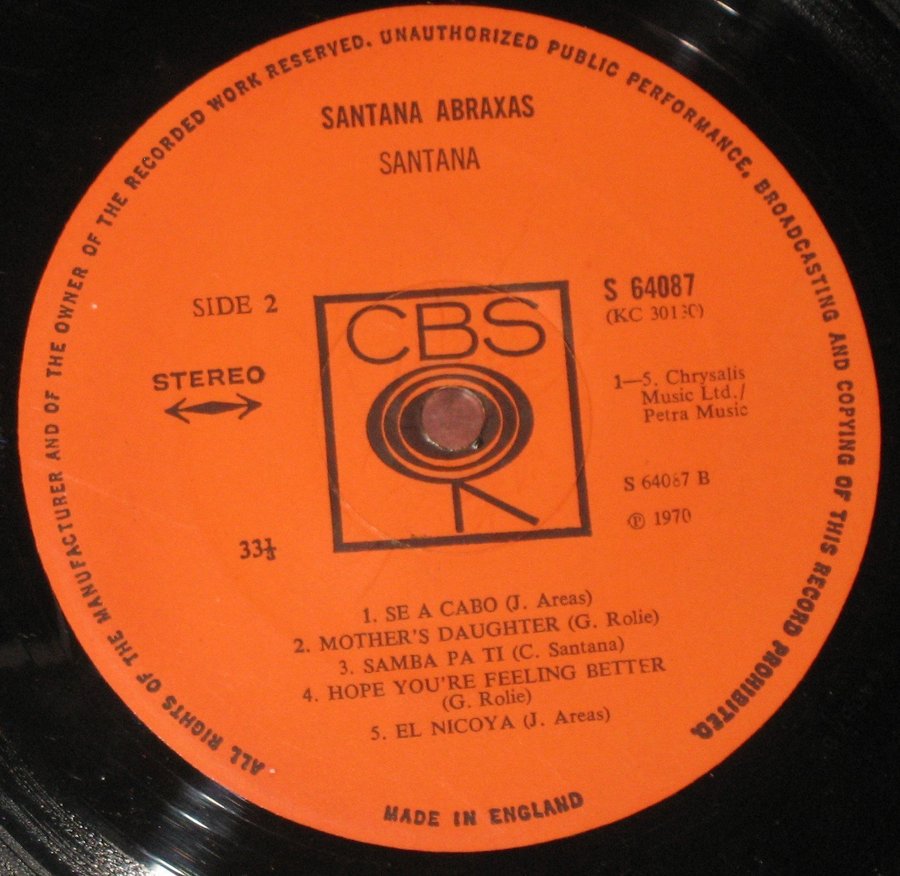 ALL RIGHTS OF THE MANUFACTURER AND OF THE OWNER OF THE RECORDED WORK RESERVED. UNAUTHORIZED PUBLIC PERFORMANCE, BROADCASTING AND COPYING OF THIS RECORD PROHIBITED.
SANTANA ABRAXAS
SANTANA
SIDE 2
STEREO
33⅓
CBS
S 64087
(KC 30130)
1—5. Chrysalis
Music Ltd./
Petra Music
S 64087 B
℗ 1970
1. SE A CABO (J. Areas)
2. MOTHER'S DAUGHTER (G. Rolie)
3. SAMBA PA TI (C. Santana)
4. HOPE YOU'RE FEELING BETTER
(G. Rolie)
5. EL NICOYA (J. Areas)
MADE IN ENGLAND